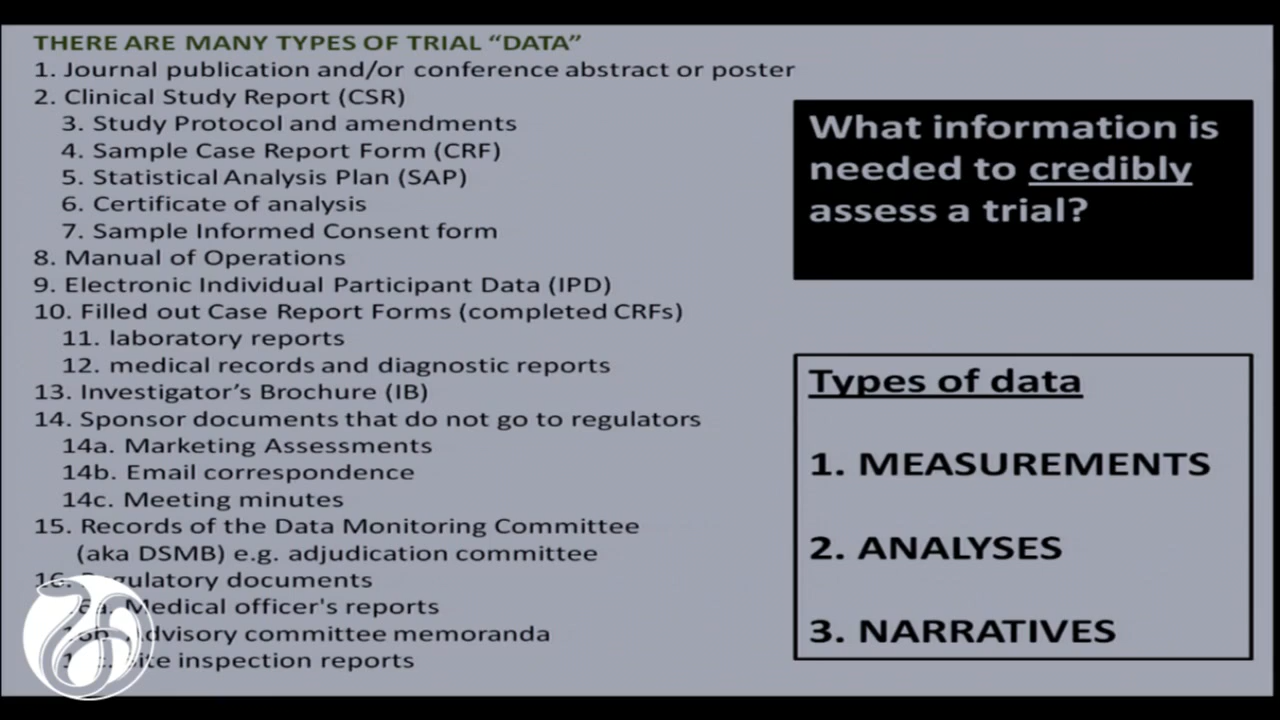 THERE ARE MANY TYPES OF TRIAL “DATA”
1. Journal publication and/or conference abstract or poster
2. Clinical Study Report (CSR)
3. Study Protocol and amendments
4. Sample Case Report Form (CRF)
5. Statistical Analysis Plan (SAP)
6. Certificate of analysis
7. Sample Informed Consent form
8. Manual of Operations
9. Electronic Individual Participant Data (IPD)
10. Filled out Case Report Forms (completed CRFs)
11. laboratory reports
12. medical records and diagnostic reports
13. Investigator’s Brochure (IB)
14. Sponsor documents that do not go to regulators
14a. Marketing Assessments
14b. Email correspondence
14c. Meeting minutes
15. Records of the Data Monitoring Committee
(aka DSMB) e.g. adjudication committee
16. Regulatory documents
16a. Medical officer's reports
16b. Advisory committee memoranda
site inspection reports
What information is
needed to credibly
assess a trial?
Types of data
1. MEASUREMENTS
2. ANALYSES
3. NARRATIVES